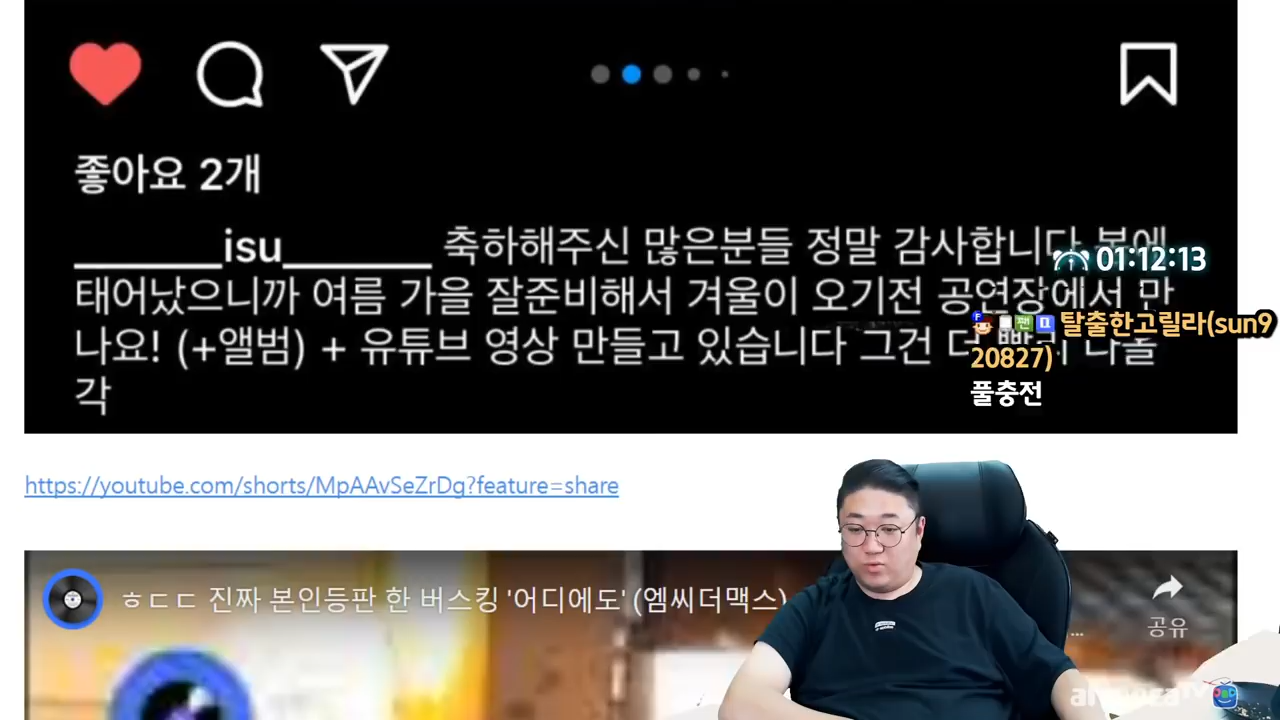 좋아요 2개
______isu______ 축하해주신 많은분들 정말 감사합니다 봄에
태어났으니까 여름 가을 잘준비해서 겨울이 오기전 공연장에서 만
나요! (+앨범) + 유튜브 영상 만들고 있습니다 그건 더 나올
각
01:12:13
탈출한고릴라(sun9
20827)
풀충전
https://youtube.com/shorts/MpAAvSeZrDg?feature=share
ㅎㄷㄷ 진짜 본인등판 한 버스킹 '어디에도' (엠씨더맥스)
...
공유